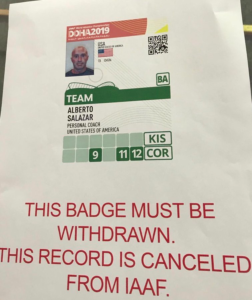 DOHA2019
USA
BA
TEAM
ALBERTO
SALAZAR
PERSONAL COACH
UNITED STATES OF AMERICA
KIS
9 11 12 COR
THIS BADGE MUST BE
WITHDRAWN.
THIS RECORD IS CANCELED
FROM IAAF.